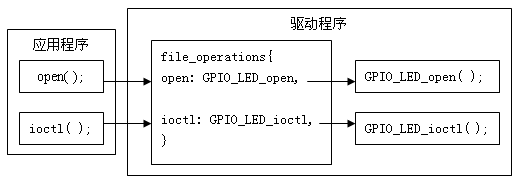 应用程序
open();
ioctl( );
驱动程序
file_operations{
open: GPIO_LED_open,
ioctl: GPIO_LED_ioctl,
}
GPIO_LED_open( );
GPIO_LED_ioctl( );